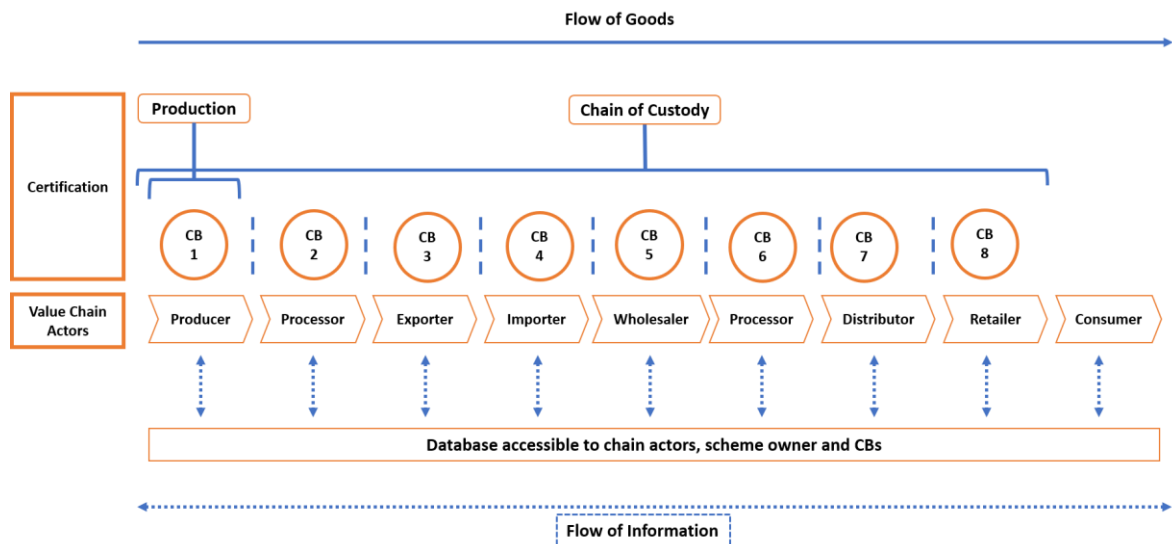 Flow of Goods
Production
Chain of Custody
Certification
CB
1
CB
2
CB
3
CB
4
CB
5
CB
6
CB
7
CB
8
Value Chain
Actors
Producer
Processor
Exporter
Importer
Wholesaler
Processor
Distributor
Retailer
Consumer
Database accessible to chain actors, scheme owner and CBs
Flow of Information